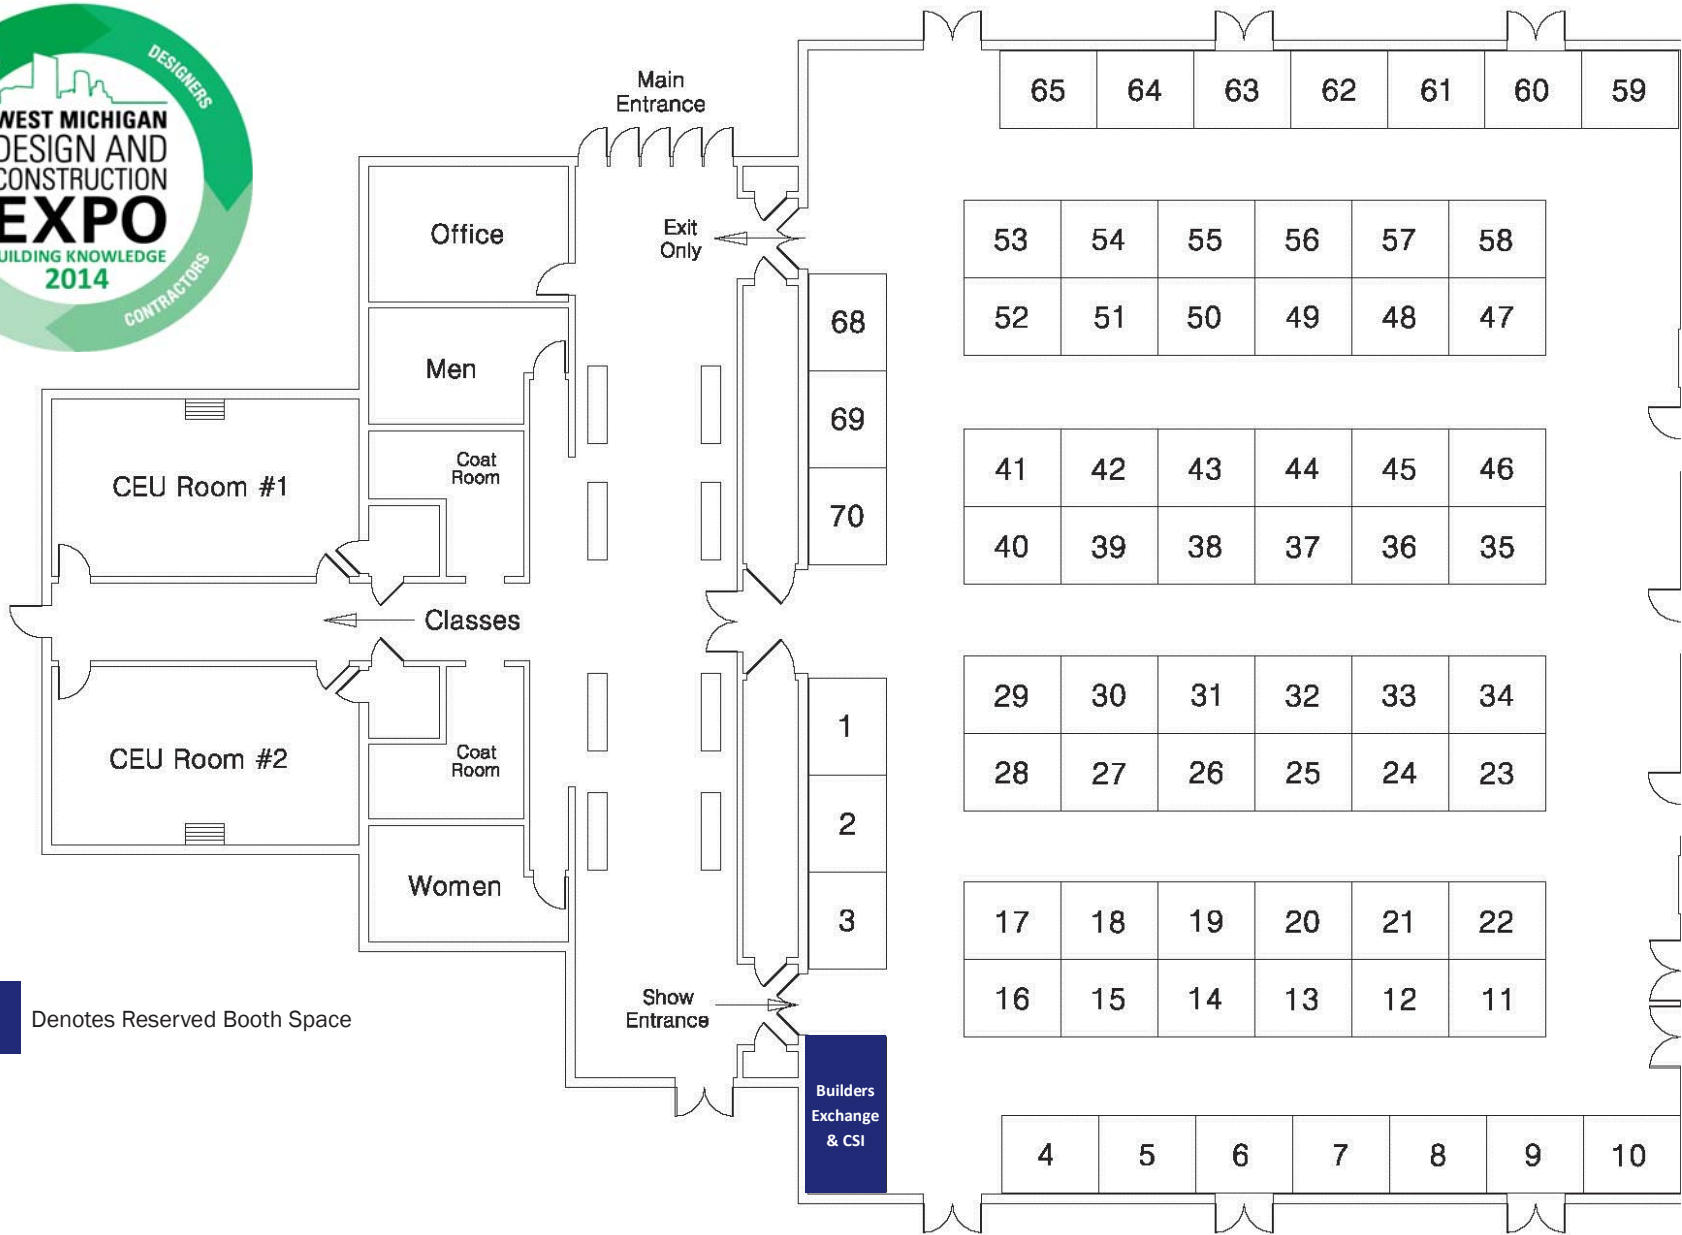 DESIGNERS
WEST MICHIGAN
DESIGN AND
CONSTRUCTION
EXPO
BUILDING KNOWLEDGE
2014
CONTRACTORS
Main
Entrance
65 64 63 62 61 60 59
Office
Exit
Only
53 54 55 56 57 58
52 51 50 49 48 47
68
Men
69
Coat
Room
CEU Room #1
70
41 42 43 44 45 46
40 39 38 37 36 35
Classes
29 30 31 32 33 34
28 27 26 25 24 23
1
CEU Room #2
Coat
Room
2
Women
3
17 18 19 20 21 22
16 15 14 13 12 11
Show
Entrance
Denotes Reserved Booth Space
Builders
Exchange
& CSI
4 5 6 7 8 9 10